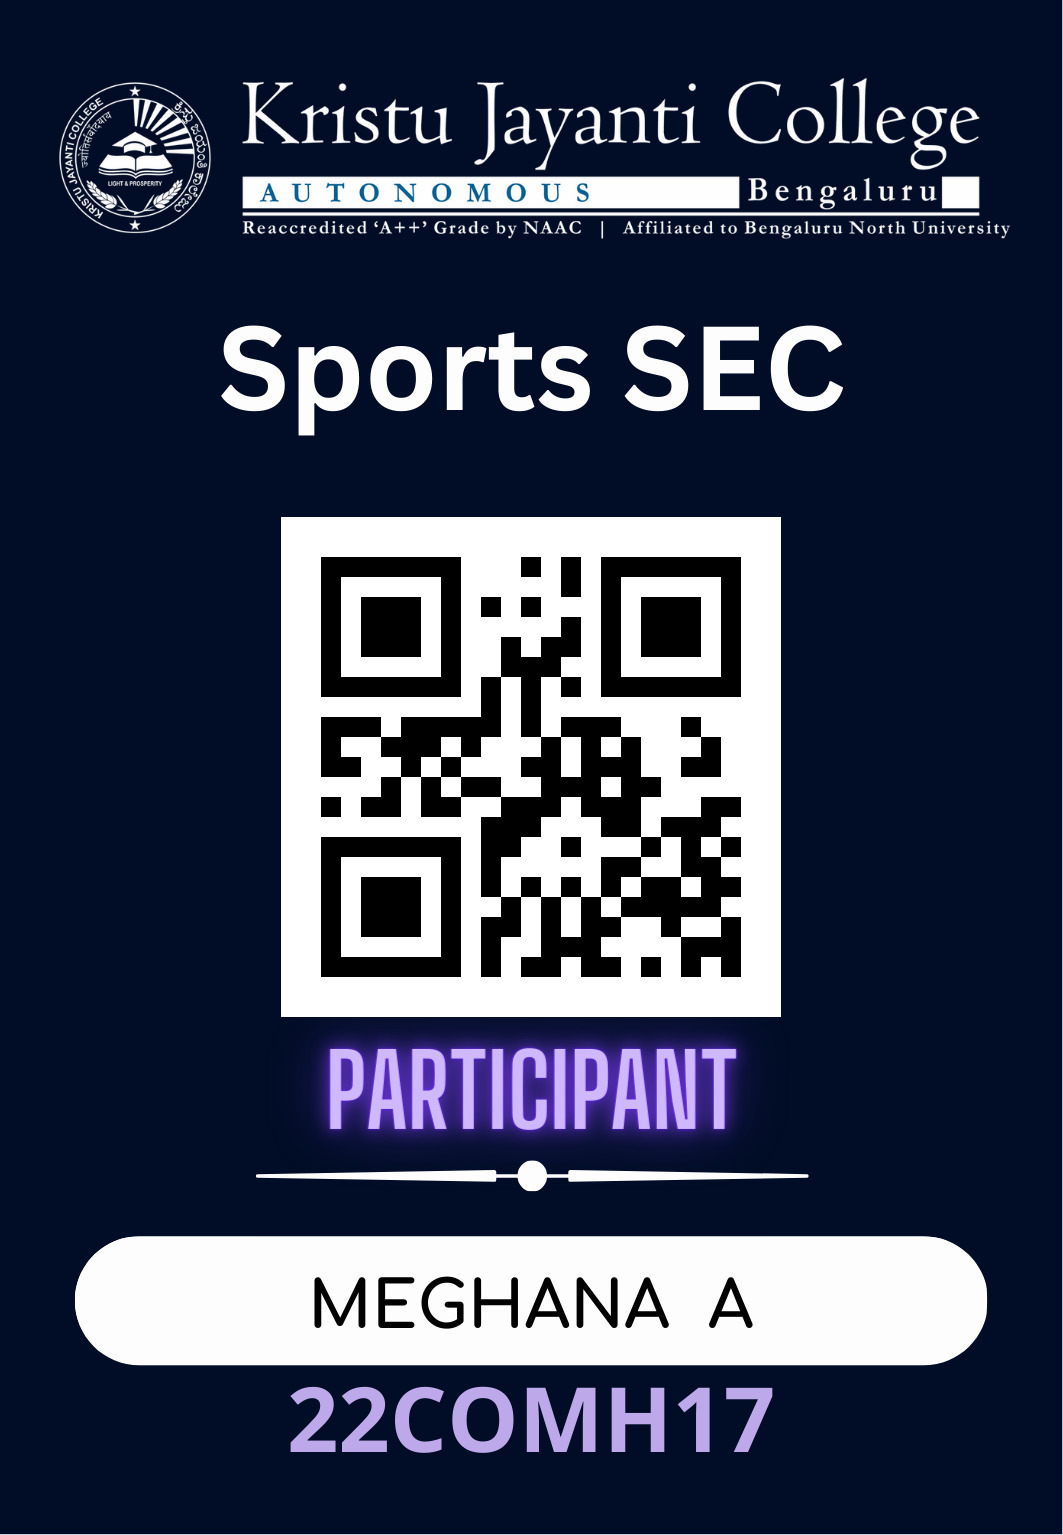 KRISTU JAYANTI COLLEGE
ಕ್ರಿಸ್ತು ಜಯಂತಿ ಕಾಲೇಜು
LIGHT & PROSPERITY
Kristu Jayanti College
AUTONOMOUS Bengaluru
Reaccredited ‘A++’ Grade by NAAC | Affiliated to Bengaluru North University
Sports SEC
PARTICIPANT
MEGHANA A
22COMH17